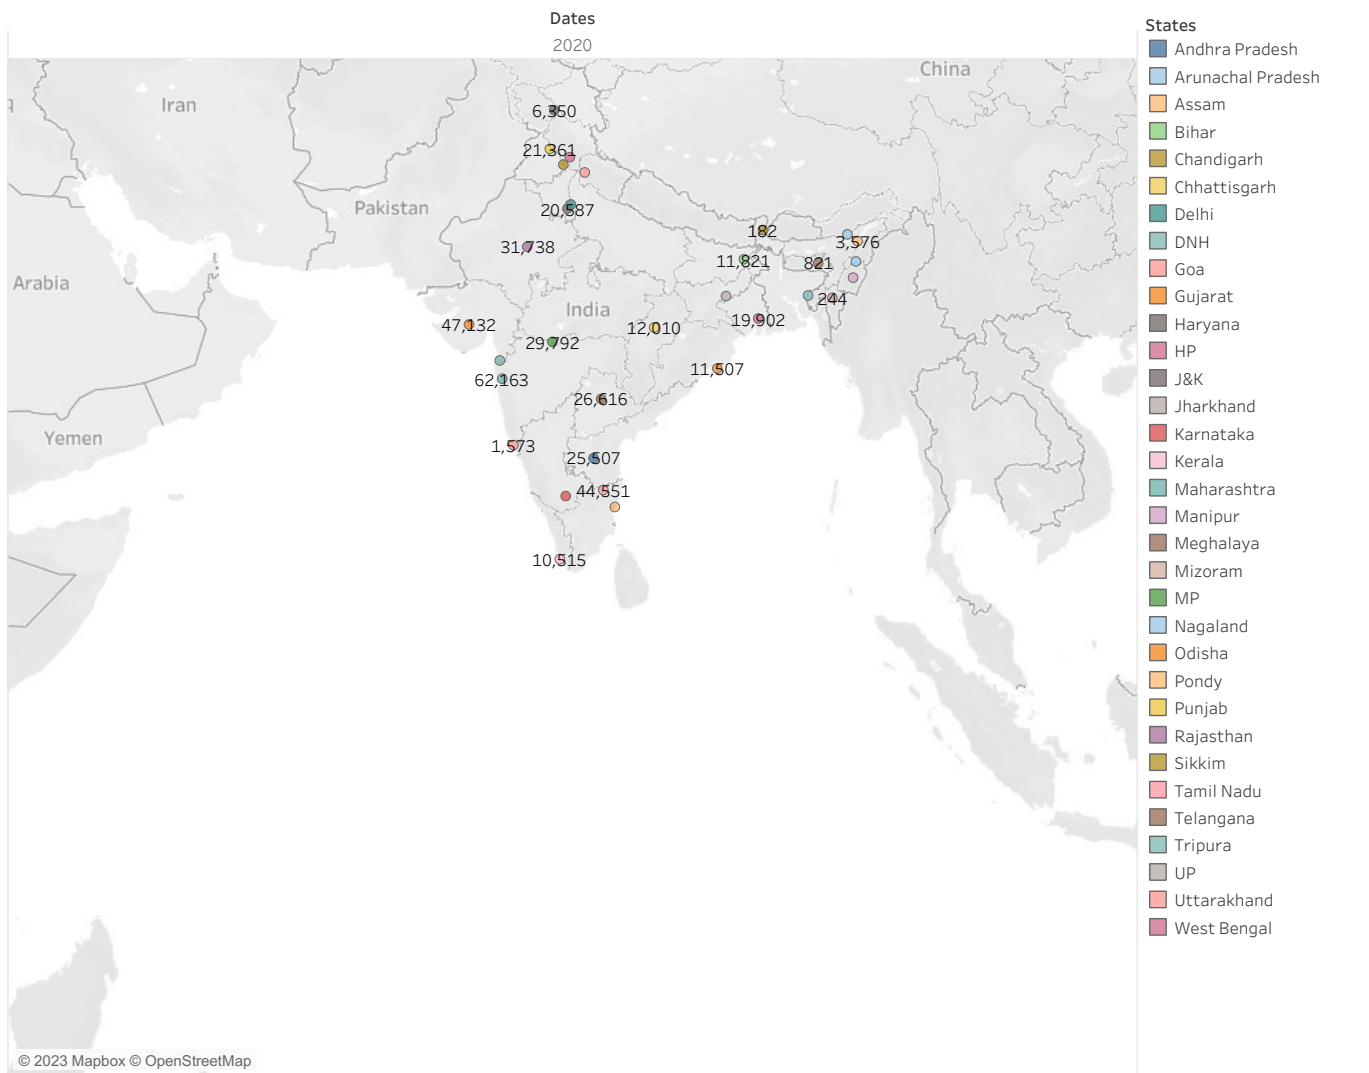 Dates
2020
States
Andhra Pradesh
Arunachal Pradesh
Assam
Bihar
Chandigarh
Chhattisgarh
Delhi
DNH
Goa
Gujarat
Haryana
HP
J&K
Jharkhand
Karnataka
Kerala
Maharashtra
Manipur
Meghalaya
Mizoram
MP
Nagaland
Odisha
Pondy
Punjab
Rajasthan
Sikkim
Tamil Nadu
Telangana
Tripura
UP
Uttarakhand
West Bengal
China
Iran
q
6,350
21,361
Pakistan
20,587
182
3,576
31,738
11,821
821
Arabia
244
India
19,902
47,132
12,010
29,792
11,507
62,163
26,616
Yemen
1,573
25,507
44,551
10,515
© 2023 Mapbox © OpenStreetMap